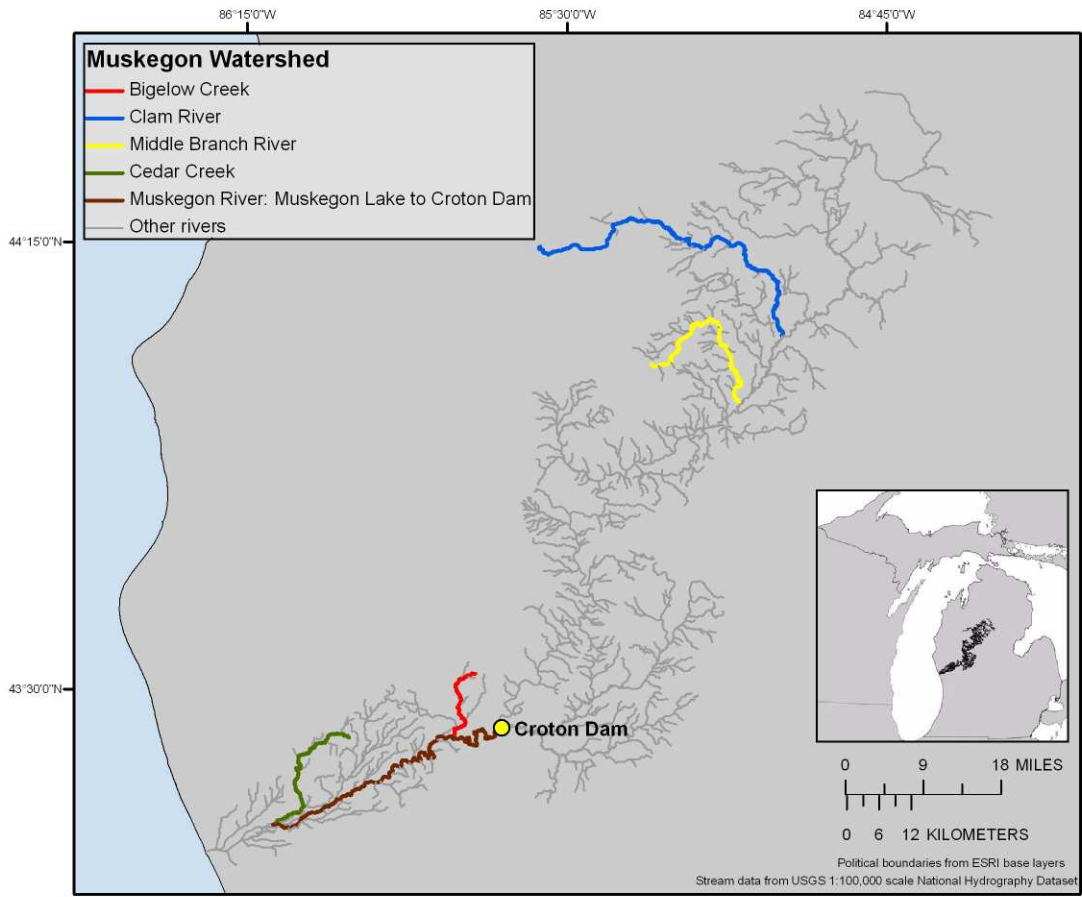 86°15'0"W 85°30'0"W 84°45'0"W
Muskegon Watershed
Bigelow Creek
Clam River
Middle Branch River
Cedar Creek
Muskegon River: Muskegon Lake to Croton Dam
Other rivers
44°15'0"N
43°30'0"N
Croton Dam
0 9 18 MILES
0 6 12 KILOMETERS
Political boundaries from ESRI base layers
Stream data from USGS 1:100,000 scale National Hydrography Dataset